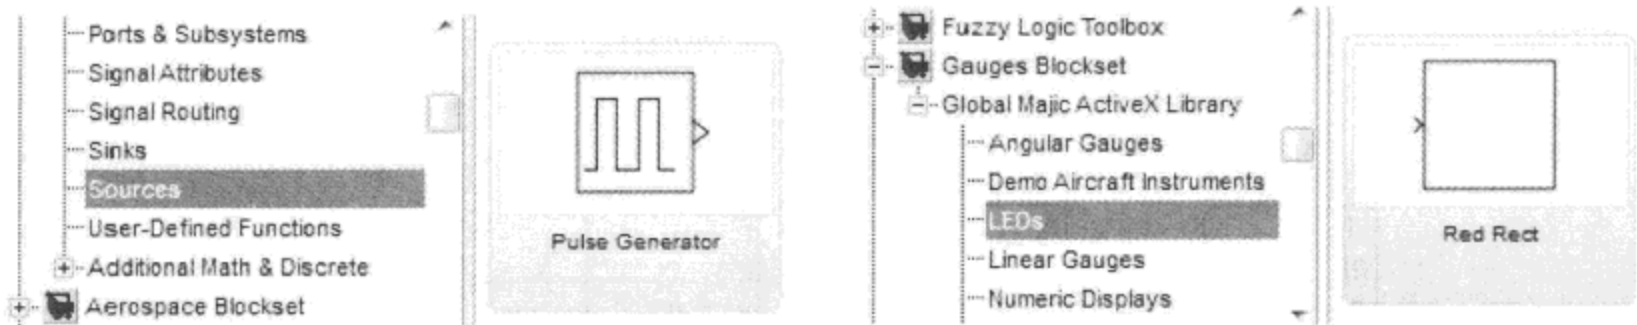 Ports & Subsystems
Signal Attributes
Signal Routing
Sinks
Sources
User-Defined Functions
Additional Math & Discrete
Aerospace Blockset
Pulse Generator
Fuzzy Logic Toolbox
Gauges Blockset
Global Majic ActiveX Library
Angular Gauges
Demo Aircraft Instruments
LEDs
Linear Gauges
Numeric Displays
Red Rect